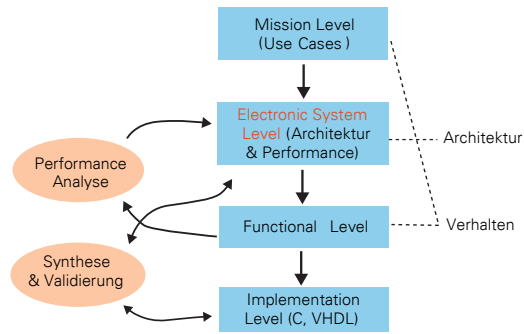 Mission Level
(Use Cases )
Electronic System
Level (Architektur
& Performance)
Architektur
Performance
Analyse
Functional Level
Verhalten
Synthese
& Validierung
Implementation
Level (C, VHDL)